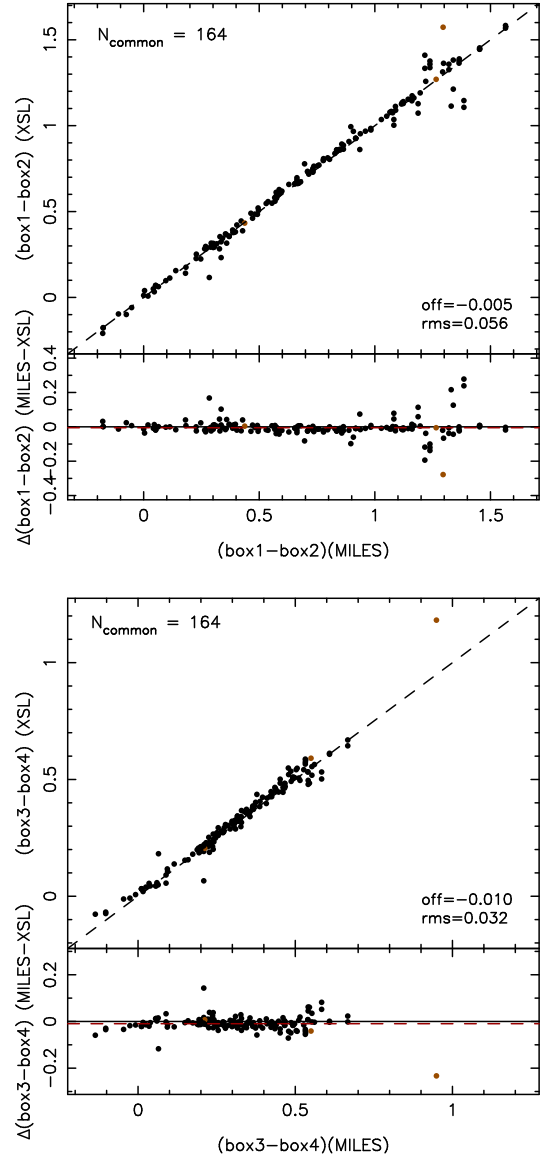 N_common = 164
(box1−box2) (XSL)
1.5
1
0.5
0
off=−0.005
rms=0.056
Δ(box1−box2) (MILES−XSL)
0.4
0.2
0
−0.2
−0.4
0 0.5 1 1.5
(box1−box2)(MILES)
N_common = 164
(box3−box4) (XSL)
1
0.5
0
off=−0.010
rms=0.032
Δ(box3−box4) (MILES−XSL)
0.2
0
−0.2
0 0.5 1
(box3−box4)(MILES)